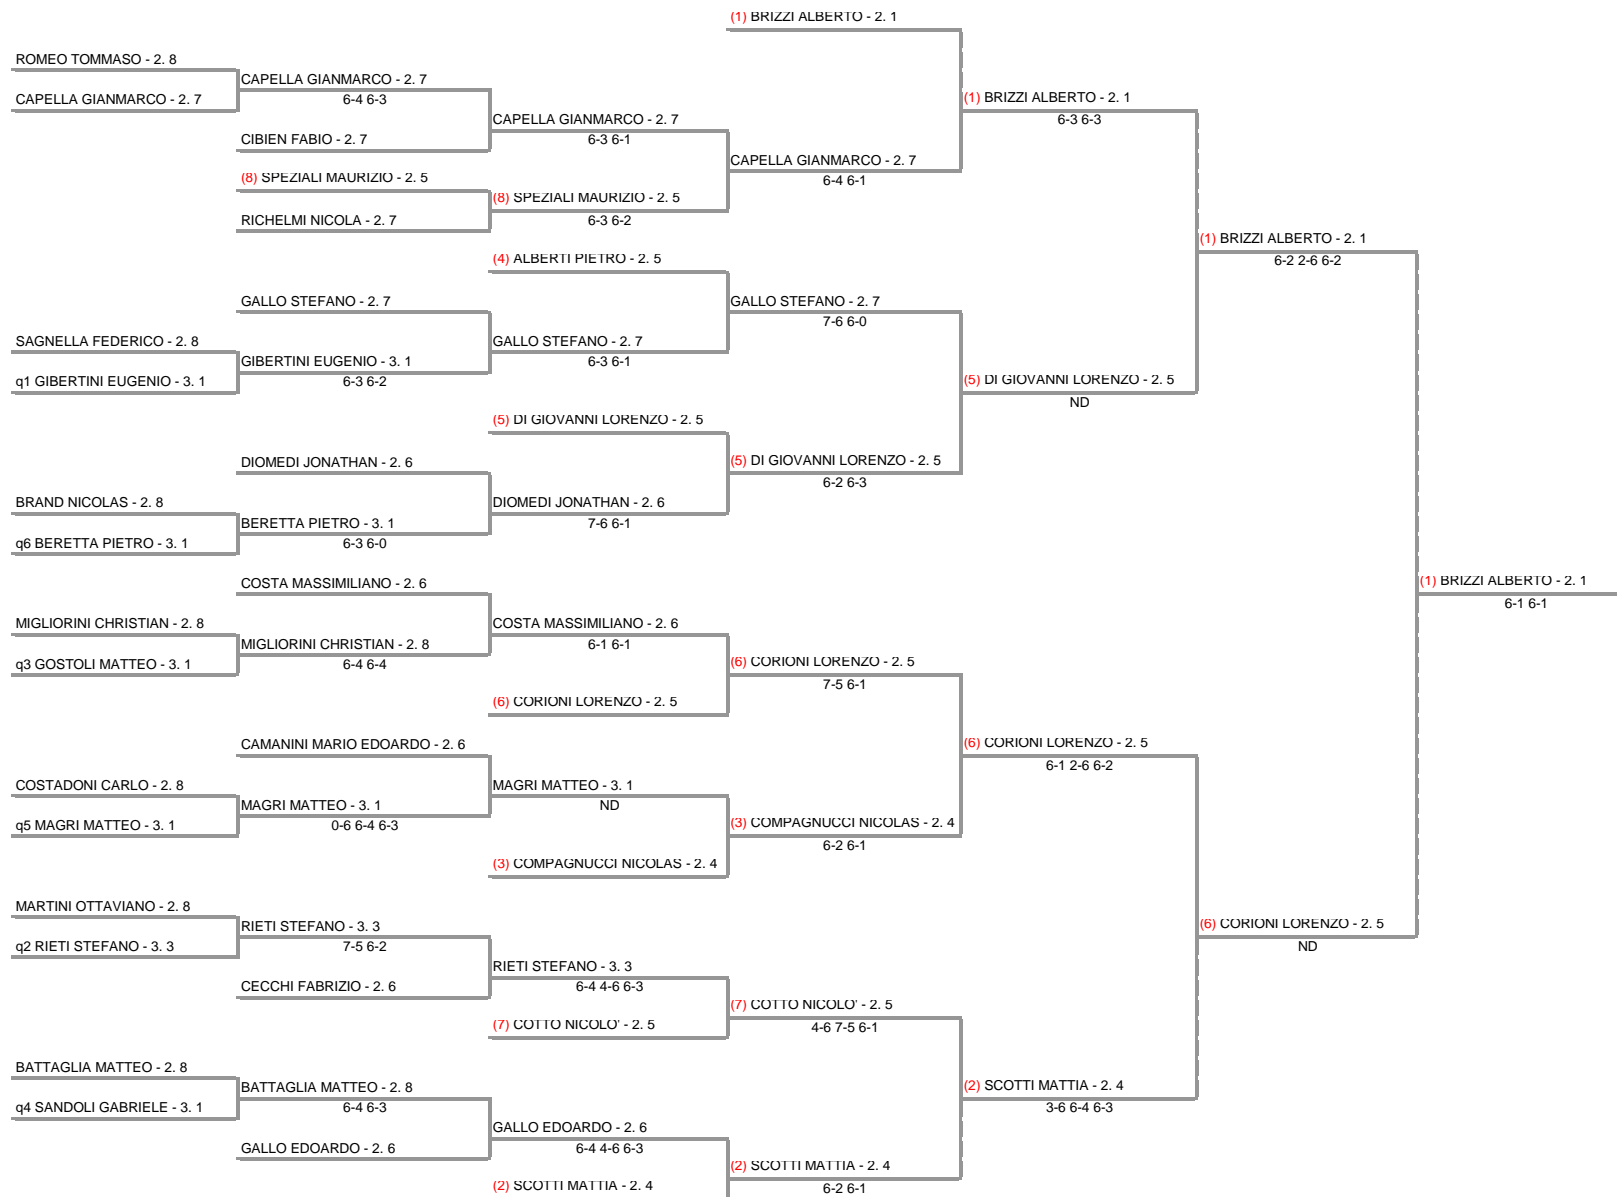 (1) BRIZZI ALBERTO - 2. 1
ROMEO TOMMASO - 2. 8
CAPELLA GIANMARCO - 2. 7
6-4 6-3
CAPELLA GIANMARCO - 2. 7
(1) BRIZZI ALBERTO - 2. 1
6-3 6-3
CAPELLA GIANMARCO - 2. 7
6-3 6-1
CIBIEN FABIO - 2. 7
CAPELLA GIANMARCO - 2. 7
6-4 6-1
(8) SPEZIALI MAURIZIO - 2. 5
(8) SPEZIALI MAURIZIO - 2. 5
6-3 6-2
RICHELMI NICOLA - 2. 7
(1) BRIZZI ALBERTO - 2. 1
6-2 2-6 6-2
(4) ALBERTI PIETRO - 2. 5
GALLO STEFANO - 2. 7
GALLO STEFANO - 2. 7
7-6 6-0
SAGNELLA FEDERICO - 2. 8
GALLO STEFANO - 2. 7
6-3 6-1
GIBERTINI EUGENIO - 3. 1
6-3 6-2
q1 GIBERTINI EUGENIO - 3. 1
(5) DI GIOVANNI LORENZO - 2. 5
ND
(5) DI GIOVANNI LORENZO - 2. 5
DIOMEDI JONATHAN - 2. 6
(5) DI GIOVANNI LORENZO - 2. 5
6-2 6-3
BRAND NICOLAS - 2. 8
DIOMEDI JONATHAN - 2. 6
7-6 6-1
BERETTA PIETRO - 3. 1
6-3 6-0
q6 BERETTA PIETRO - 3. 1
COSTA MASSIMILIANO - 2. 6
(1) BRIZZI ALBERTO - 2. 1
6-1 6-1
MIGLIORINI CHRISTIAN - 2. 8
COSTA MASSIMILIANO - 2. 6
6-1 6-1
MIGLIORINI CHRISTIAN - 2. 8
6-4 6-4
q3 GOSTOLI MATTEO - 3. 1
(6) CORIONI LORENZO - 2. 5
7-5 6-1
(6) CORIONI LORENZO - 2. 5
CAMANINI MARIO EDOARDO - 2. 6
(6) CORIONI LORENZO - 2. 5
6-1 2-6 6-2
COSTADONI CARLO - 2. 8
MAGRI MATTEO - 3. 1
ND
MAGRI MATTEO - 3. 1
0-6 6-4 6-3
q5 MAGRI MATTEO - 3. 1
(3) COMPAGNUCCI NICOLAS - 2. 4
6-2 6-1
(3) COMPAGNUCCI NICOLAS - 2. 4
MARTINI OTTAVIANO - 2. 8
RIETI STEFANO - 3. 3
7-5 6-2
(6) CORIONI LORENZO - 2. 5
ND
q2 RIETI STEFANO - 3. 3
RIETI STEFANO - 3. 3
6-4 4-6 6-3
CECCHI FABRIZIO - 2. 6
(7) COTTO NICOLO' - 2. 5
4-6 7-5 6-1
(7) COTTO NICOLO' - 2. 5
BATTAGLIA MATTEO - 2. 8
BATTAGLIA MATTEO - 2. 8
6-4 6-3
(2) SCOTTI MATTIA - 2. 4
3-6 6-4 6-3
q4 SANDOLI GABRIELE - 3. 1
GALLO EDOARDO - 2. 6
6-4 4-6 6-3
GALLO EDOARDO - 2. 6
(2) SCOTTI MATTIA - 2. 4
6-2 6-1
(2) SCOTTI MATTIA - 2. 4